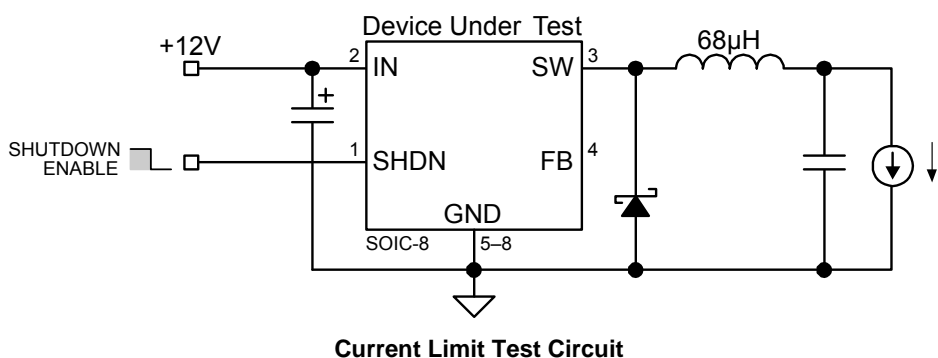 Device Under Test
+12V
68µH
2
IN
SW
3
+
SHUTDOWN
ENABLE
1
SHDN
FB
4
GND
SOIC-8
5–8
Current Limit Test Circuit